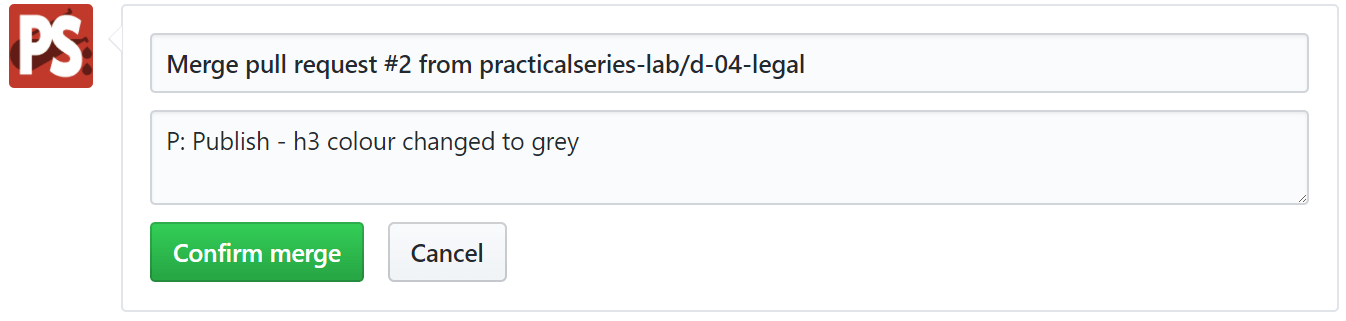 PS
Merge pull request #2 from practicalseries-lab/d-04-legal
P: Publish - h3 colour changed to grey
Confirm merge
Cancel